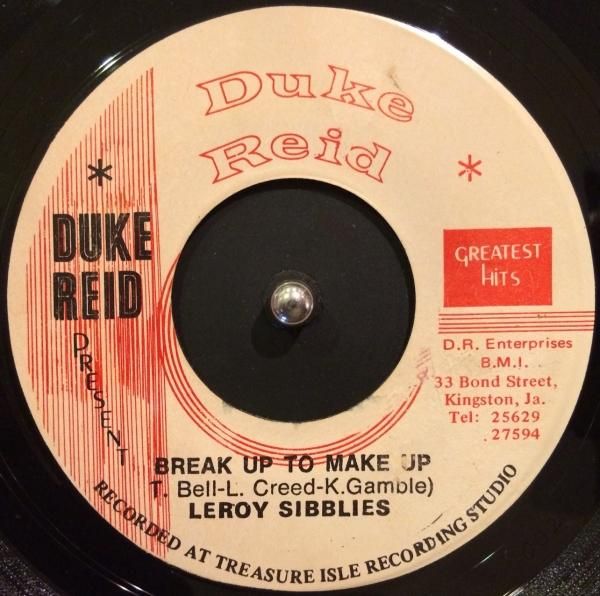 Duke
Reid
*
*
DUKE
REID
PRESENT
GREATEST
HITS
D.R. Enterprises
B.M.I.
33 Bond Street,
Kingston, Ja.
Tel: 25629
27594
BREAK UP TO MAKE UP
T. Bell-L. Creed-K.Gamble)
LEROY SIBBLIES
RECORDED AT TREASURE ISLE RECORDING STUDIO